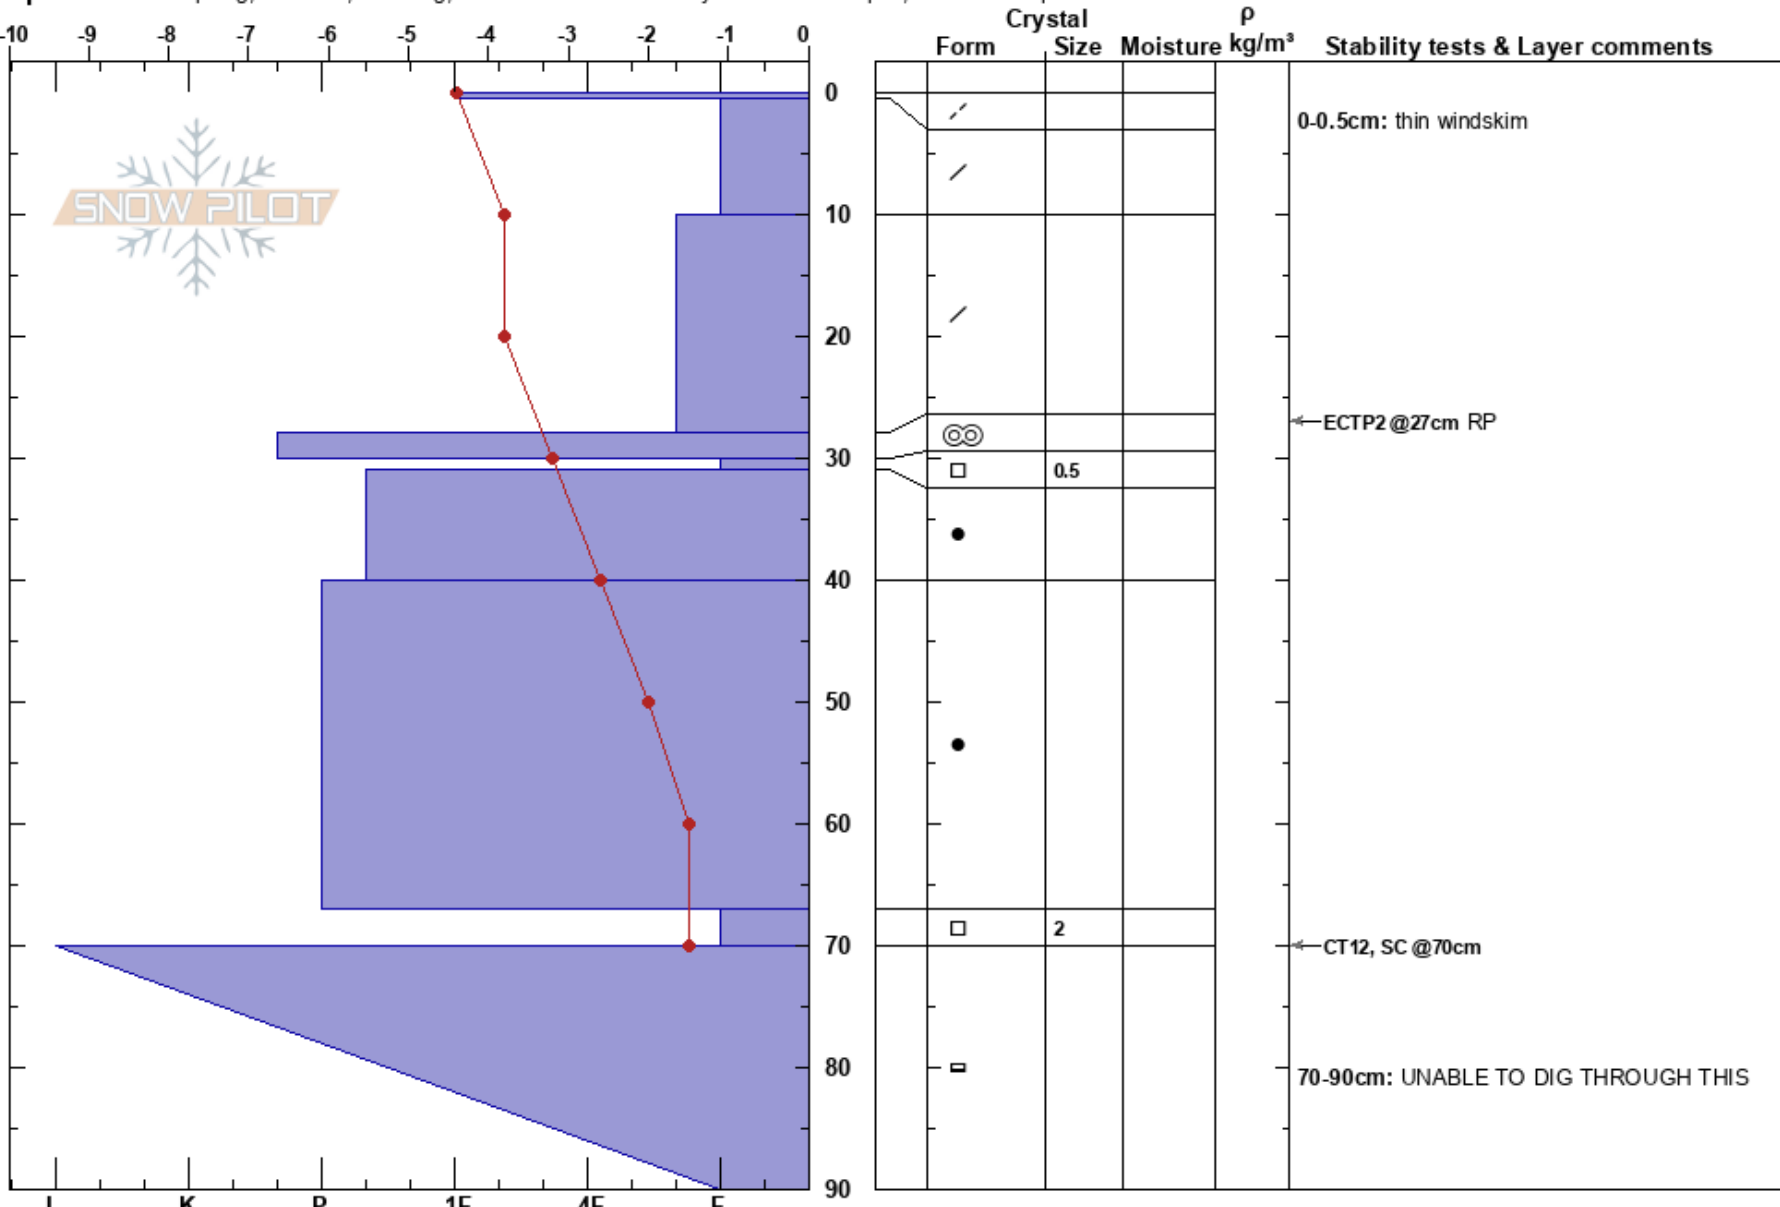 -10 -9 -8 -7 -6 -5 -4 -3 -2 -1 0
Crystal ρ
Form Size Moisture kg/m³ Stability tests & Layer comments
0
0-0.5cm: thin windskim
SNOW PILOT
10
20
ECTP2 @27cm RP
30
0.5
40
50
60
2
70
CT12, SC @70cm
80
70-90cm: UNABLE TO DIG THROUGH THIS
90
I K P 1F 4F F